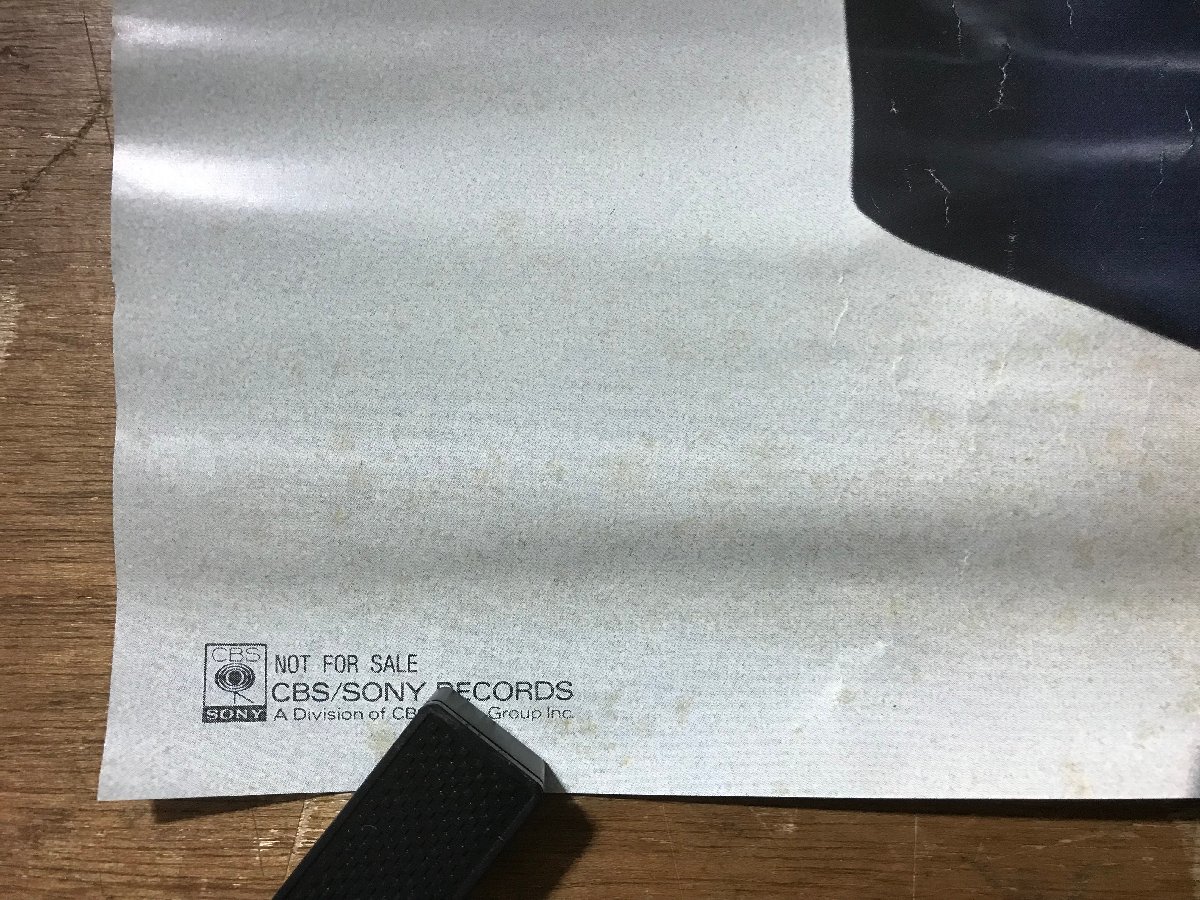 CBS
SONY
NOT FOR SALE
CBS/SONY RECORDS
A Division of CB Group Inc.